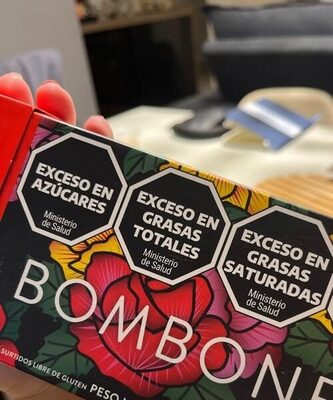 EXCESO EN
AZÚCARES
Ministerio
de Salud
EXCESO EN
GRASAS
TOTALES
Ministerio
de Salud
EXCESO EN
GRASAS
SATURADAS
Ministerio
de Salud
BOMBONE
SURTIDOS LIBRE DE GLUTEN PESO